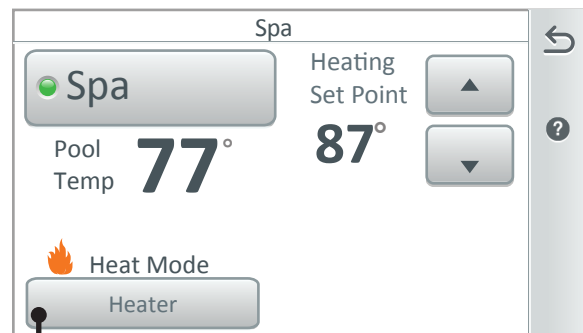 Spa
Spa
Heating
Set Point
87°
Pool
Temp
77°
Heat Mode
Heater
?